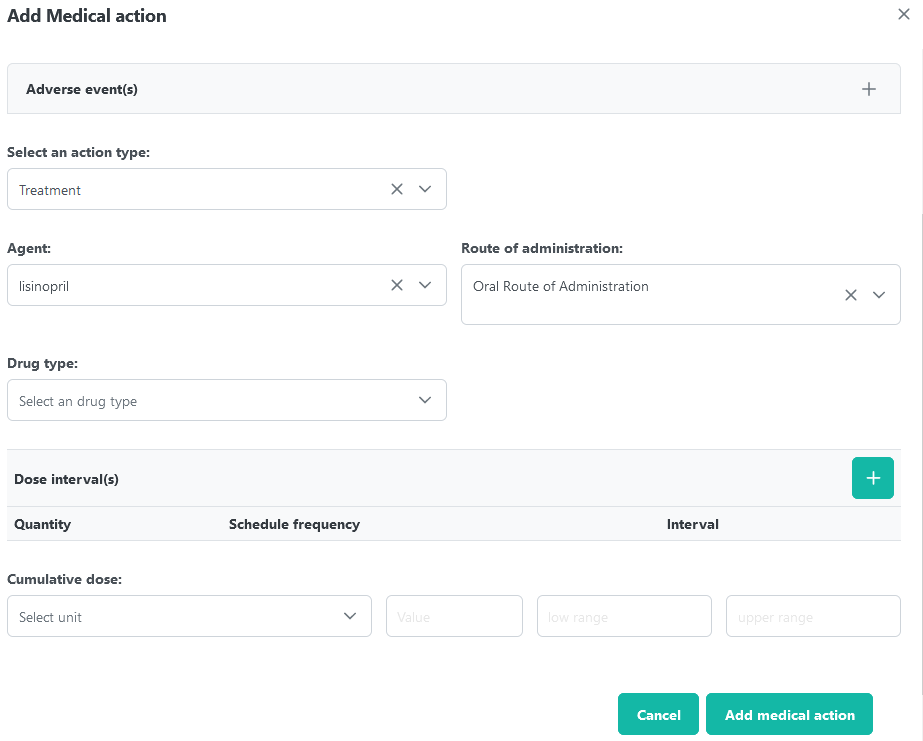 Add Medical action
Adverse event(s)
Select an action type:
Treatment
Agent:
Route of administration:
lisinopril
Oral Route of Administration
Drug type:
Select an drug type
Dose interval(s)
Quantity Schedule frequency Interval
Cumulative dose:
Select unit Value low range upper range
Cancel Add medical action